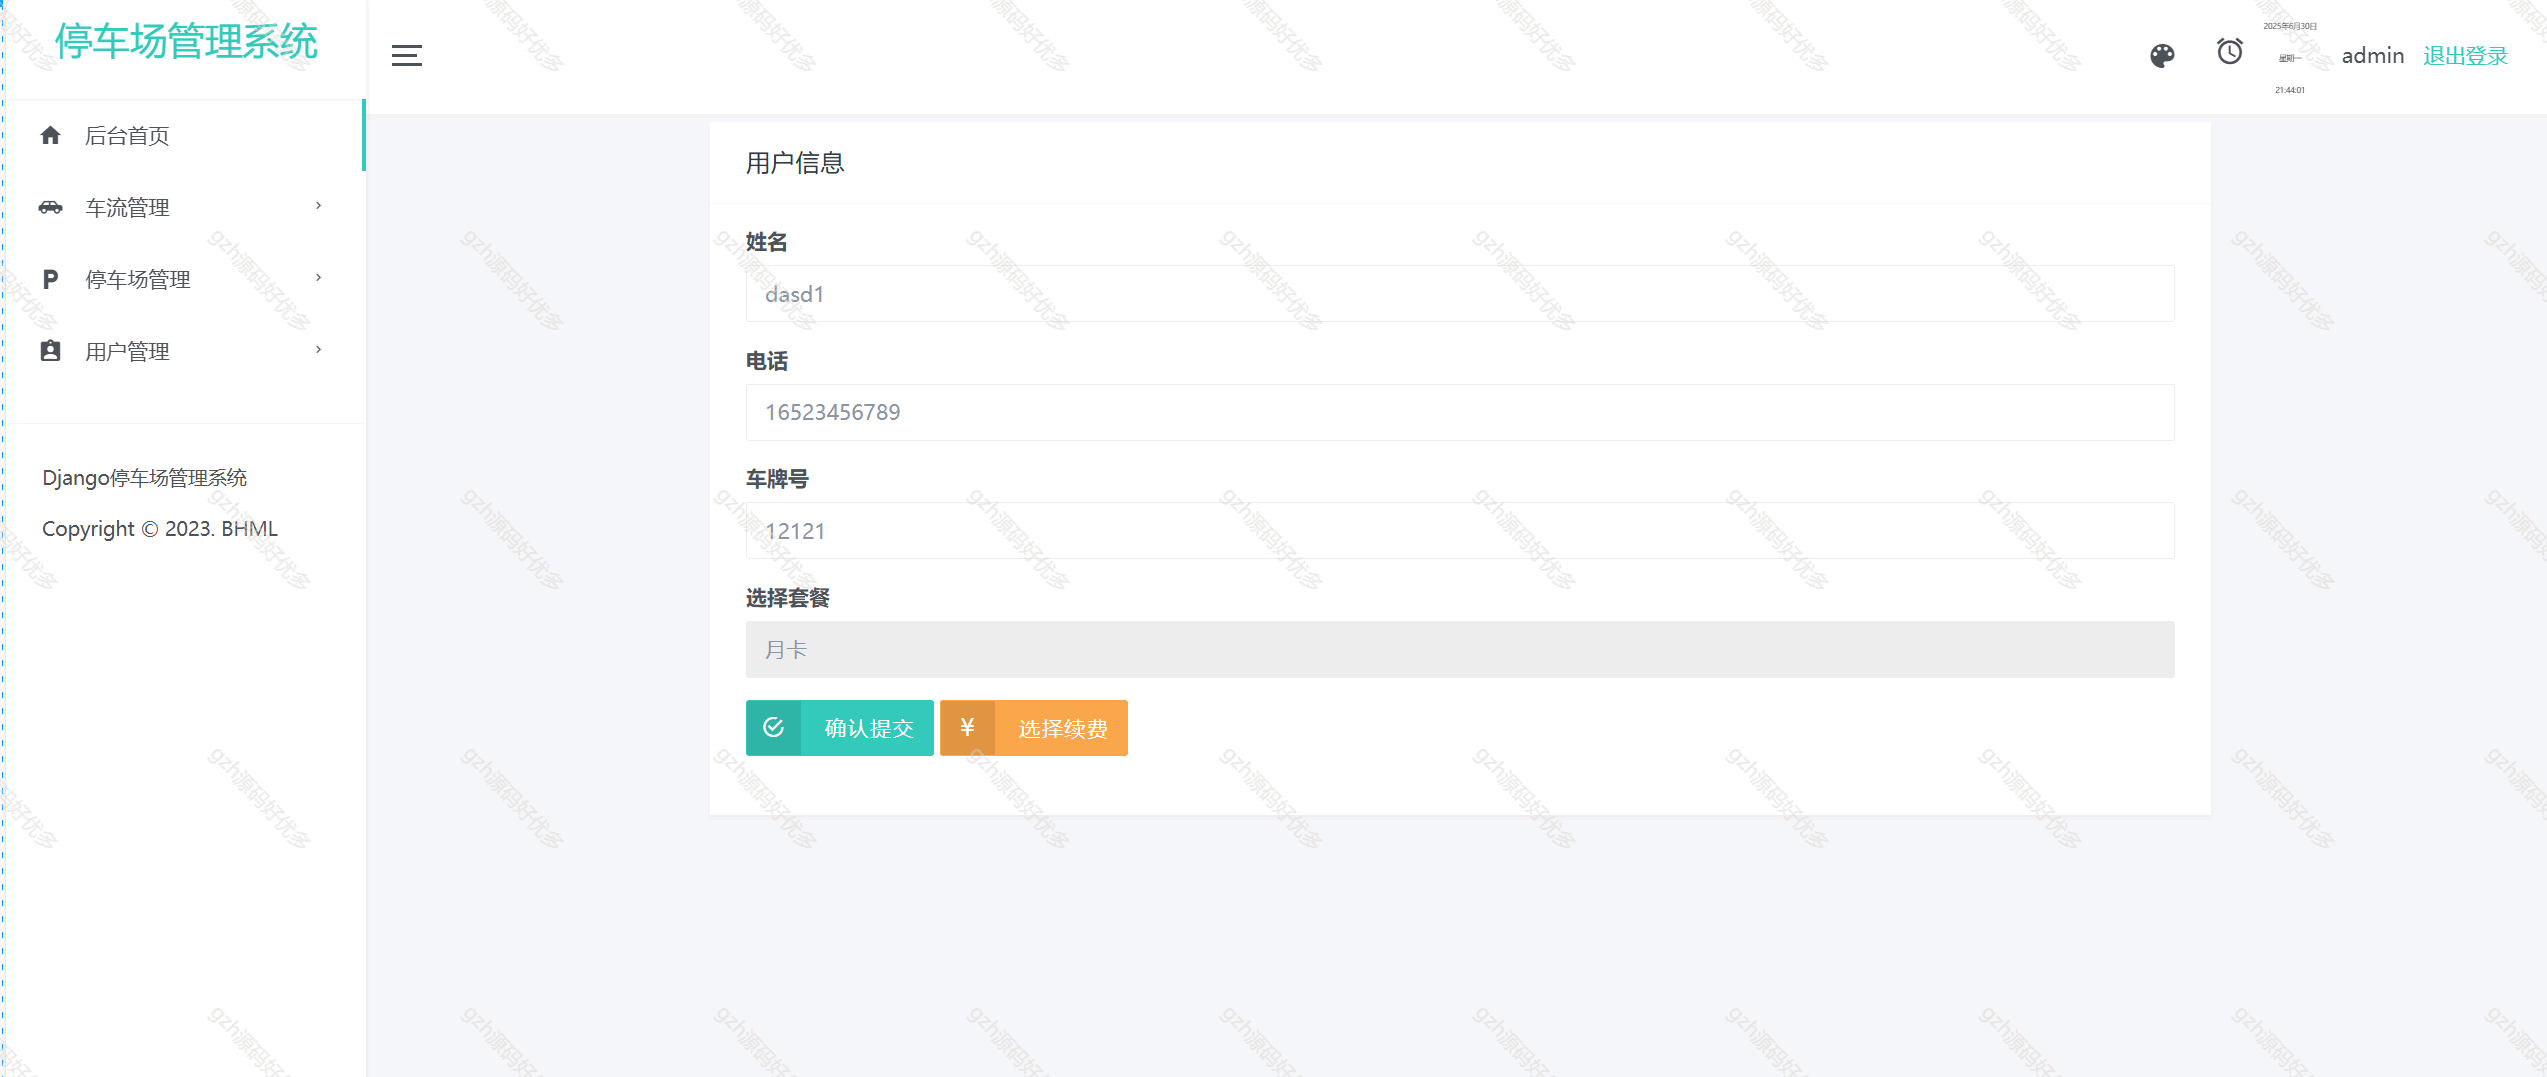 停车场管理系统
2025年6月30日
星期一
21:44:01
admin
退出登录
后台首页
车流管理
停车场管理
用户管理
Django停车场管理系统
Copyright © 2023. BHML
用户信息
姓名
dasd1
电话
16523456789
车牌号
12121
选择套餐
月卡
确认提交
¥ 选择续费
gzh源码好优多